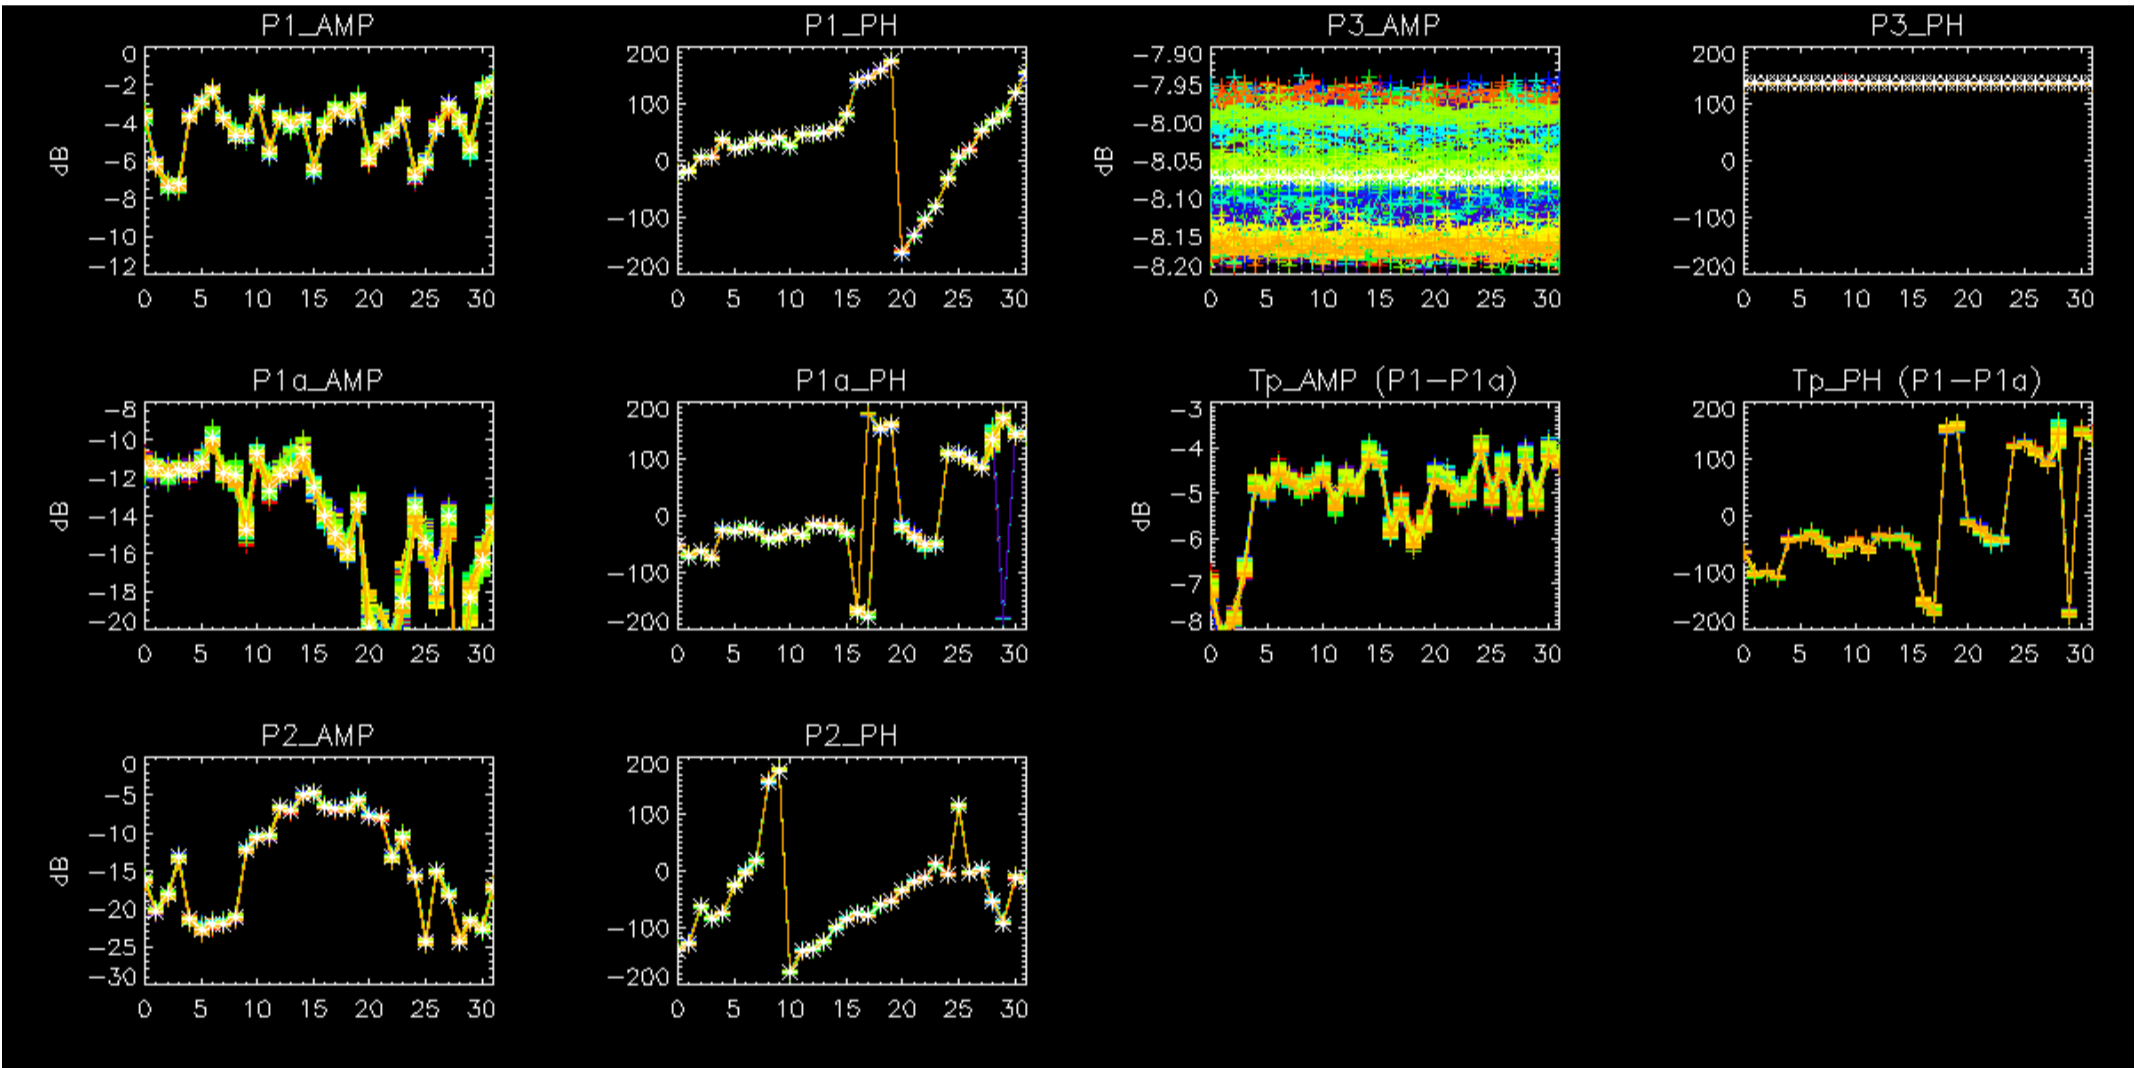 P1_AMP P1_PH P3_AMP P3_PH
0 200 -7.90 200
-2 100 -7.95 100
-4 0 -8.00 0
dB -6 -100 dB -8.05 -100
-8 -200 -8.10 -200
-10 -8.15
-12 -8.20
0 5 10 15 20 25 30 0 5 10 15 20 25 30 0 5 10 15 20 25 30 0 5 10 15 20 25 30
P1a_AMP P1a_PH Tp_AMP (P1-P1a) Tp_PH (P1-P1a)
-8 200 -3 200
-10 100 -4 100
-12 0 -5 0
dB -14 -100 dB -6 -100
-16 -200 -7 -200
-18 -8
-20
0 5 10 15 20 25 30 0 5 10 15 20 25 30 0 5 10 15 20 25 30 0 5 10 15 20 25 30
P2_AMP P2_PH
0 200
-5 100
-10 0
dB -15 -100
-20 -200
-25
-30
0 5 10 15 20 25 30 0 5 10 15 20 25 30